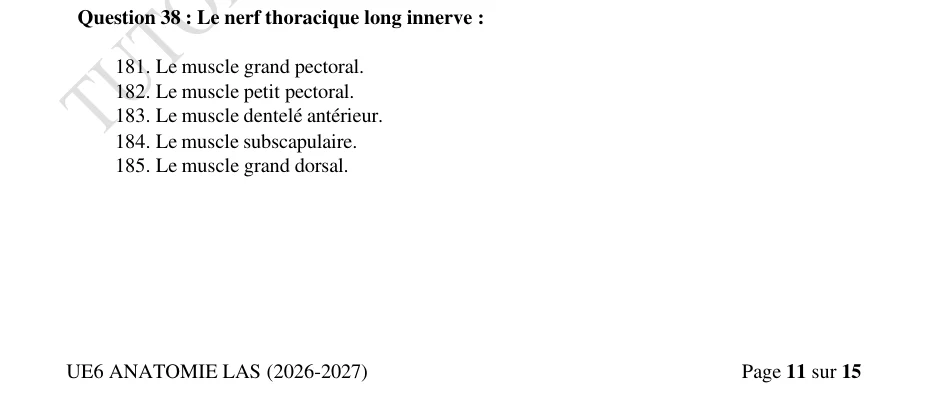 Question 38 : Le nerf thoracique long innerve :
181. Le muscle grand pectoral.
182. Le muscle petit pectoral.
183. Le muscle dentelé antérieur.
184. Le muscle subscapulaire.
185. Le muscle grand dorsal.
UE6 ANATOMIE LAS (2026-2027)
Page 11 sur 15